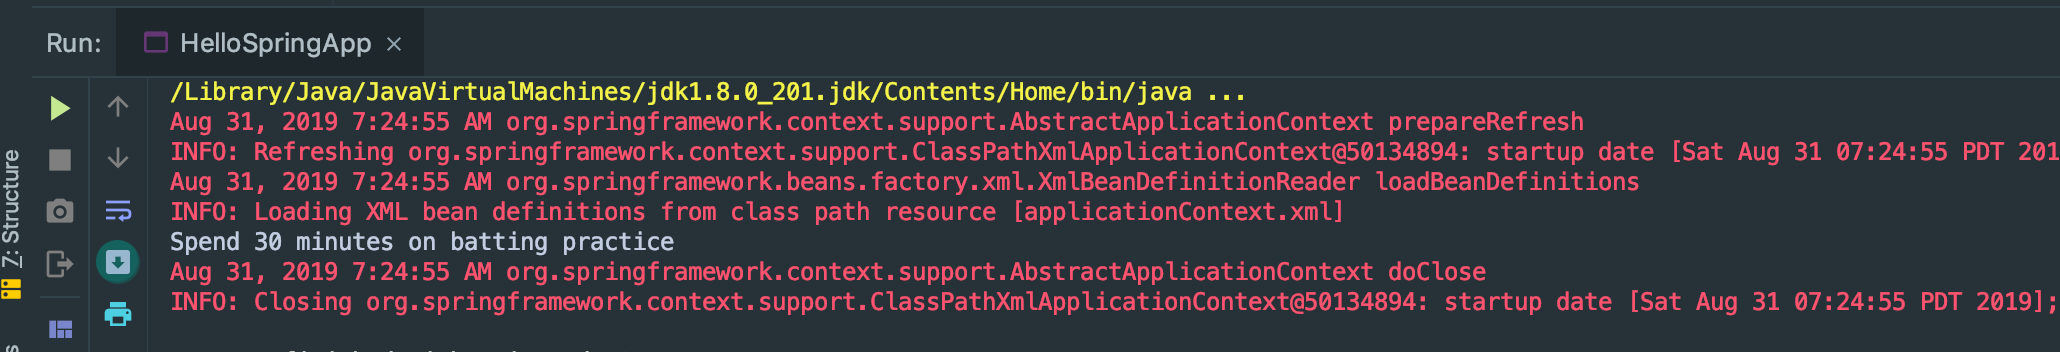 Run: HelloSpringApp ×
/Library/Java/JavaVirtualMachines/jdk1.8.0_201.jdk/Contents/Home/bin/java ...
Aug 31, 2019 7:24:55 AM org.springframework.context.support.AbstractApplicationContext prepareRefresh
INFO: Refreshing org.springframework.context.support.ClassPathXmlApplicationContext@50134894: startup date [Sat Aug 31 07:24:55 PDT 201
Aug 31, 2019 7:24:55 AM org.springframework.beans.factory.xml.XmlBeanDefinitionReader loadBeanDefinitions
INFO: Loading XML bean definitions from class path resource [applicationContext.xml]
Spend 30 minutes on batting practice
Aug 31, 2019 7:24:55 AM org.springframework.context.support.AbstractApplicationContext doClose
INFO: Closing org.springframework.context.support.ClassPathXmlApplicationContext@50134894: startup date [Sat Aug 31 07:24:55 PDT 2019];
7: Structure